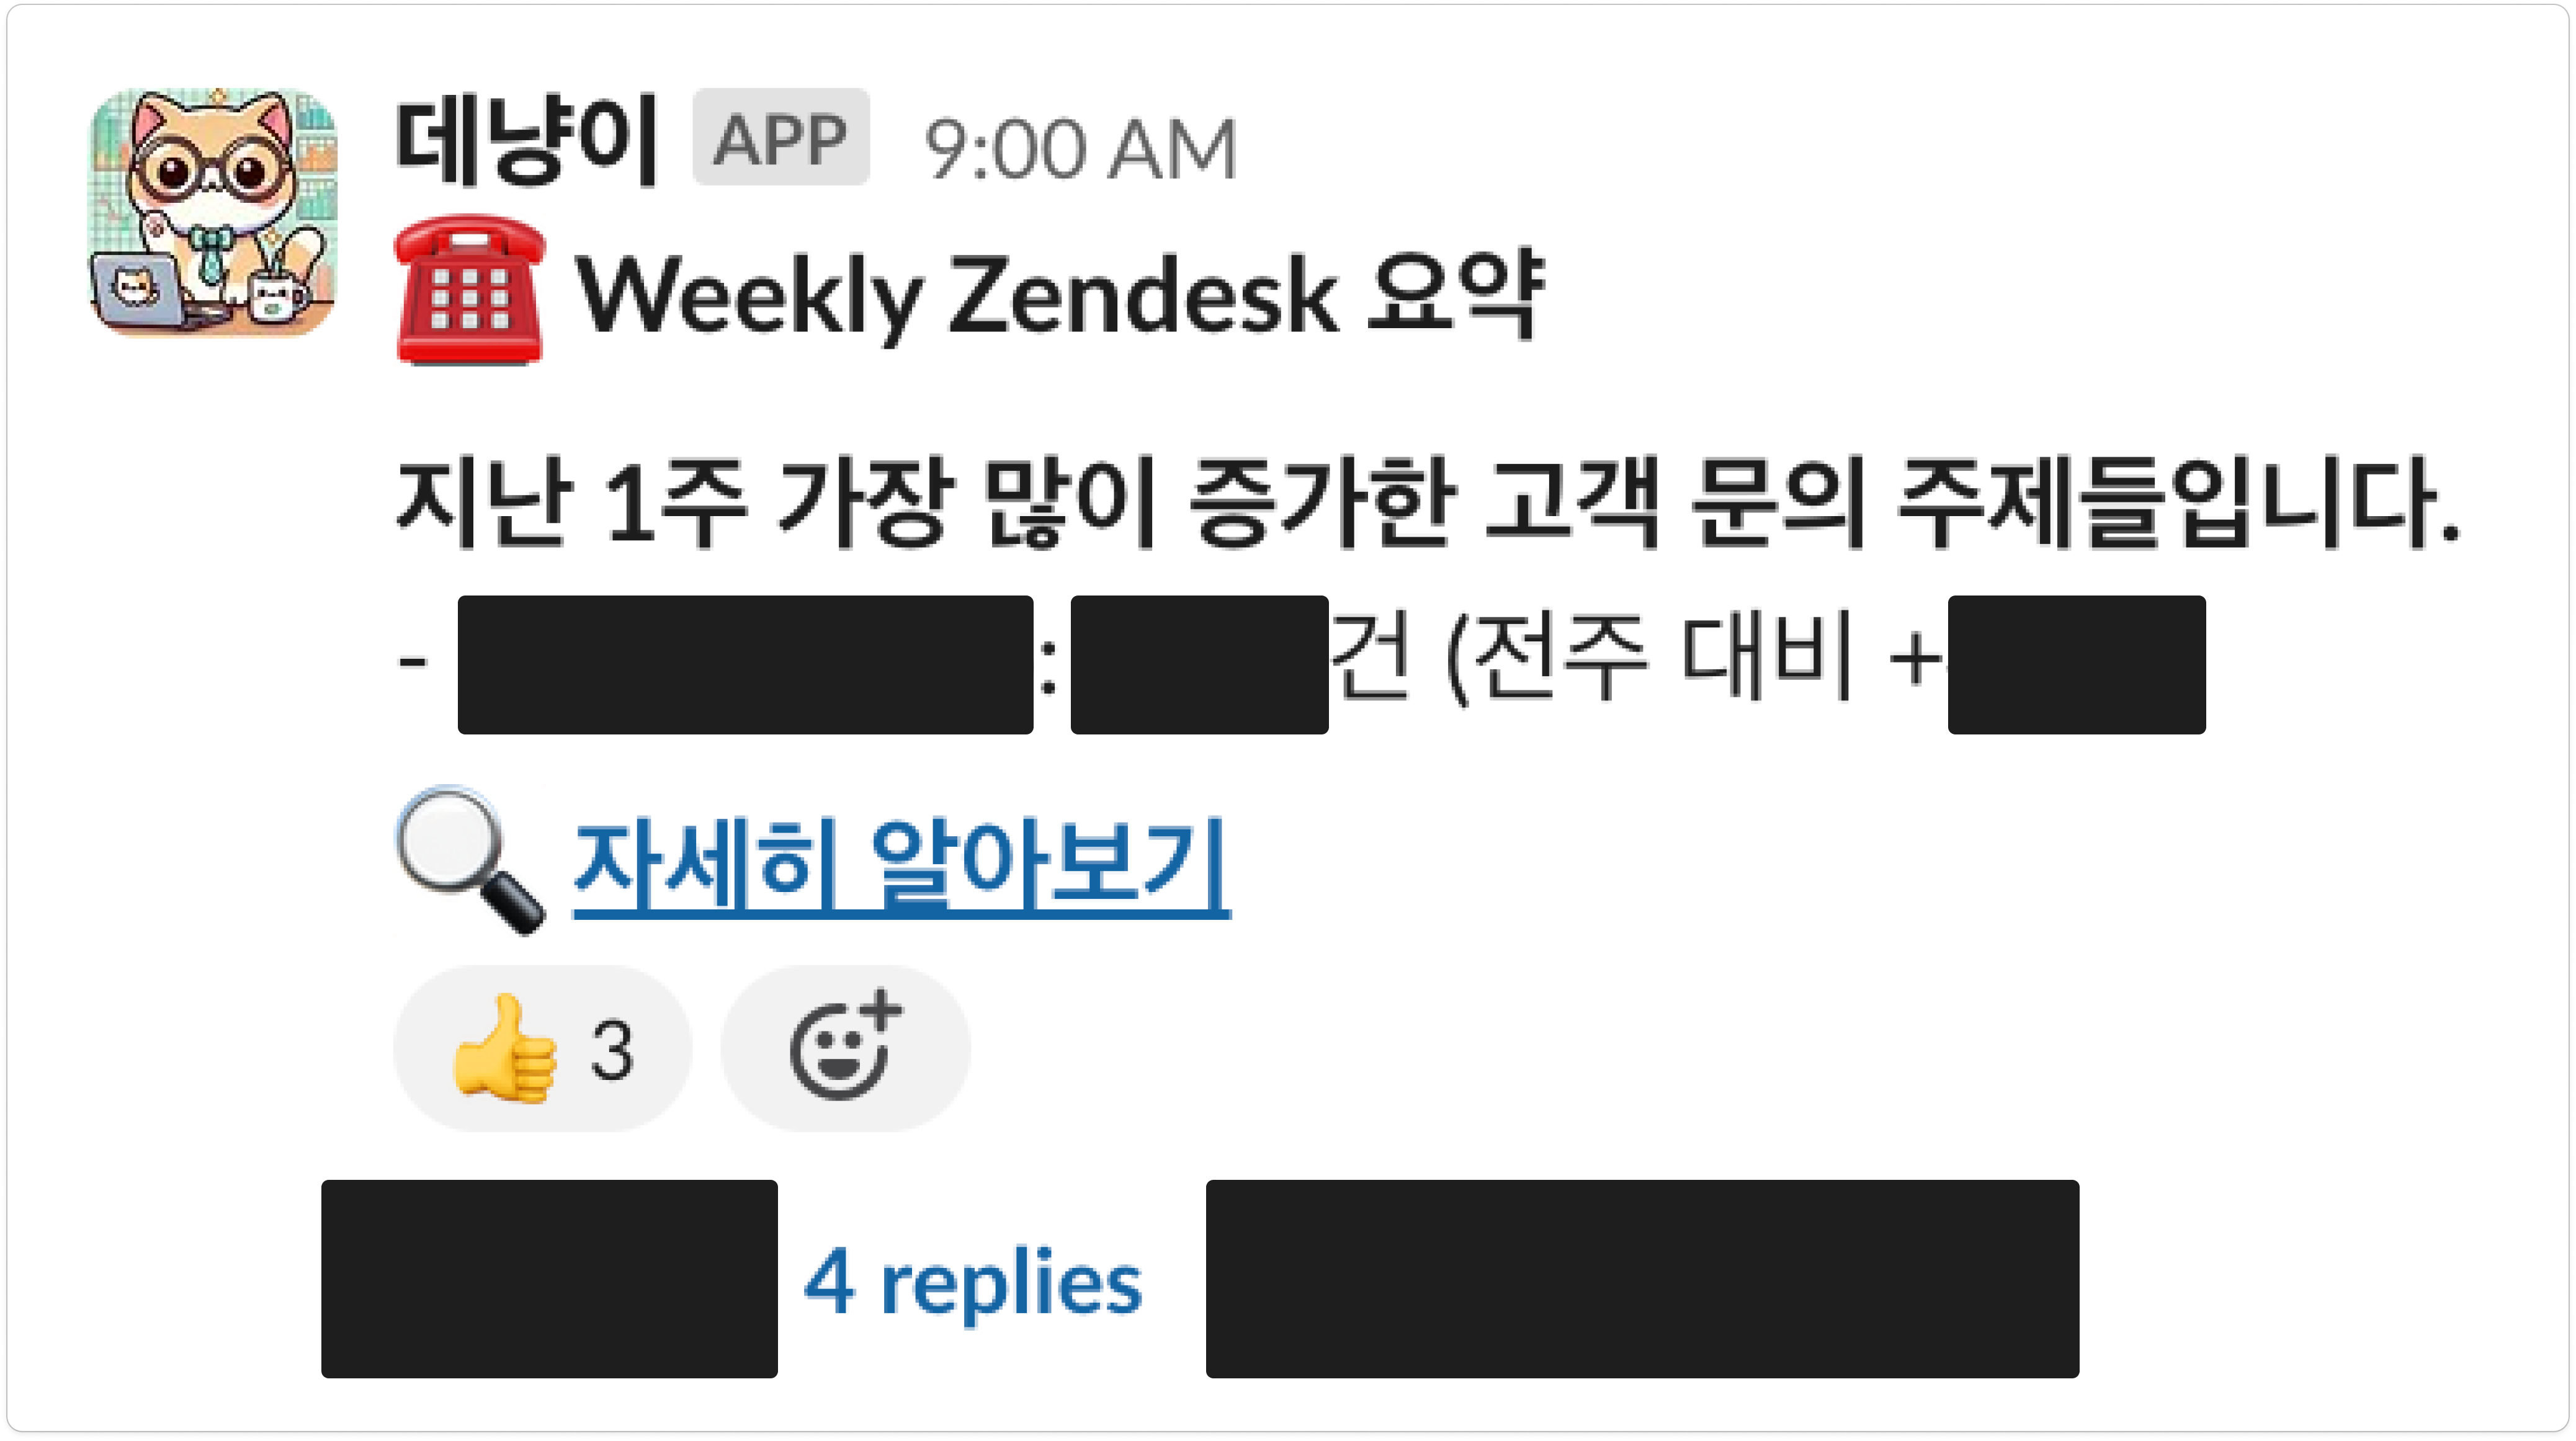 데냥이 APP 9:00 AM
☎️ Weekly Zendesk 요약
지난 1주 가장 많이 증가한 고객 문의 주제들입니다.
- : 건 (전주 대비 +
🔍 자세히 알아보기
👍 3
4 replies